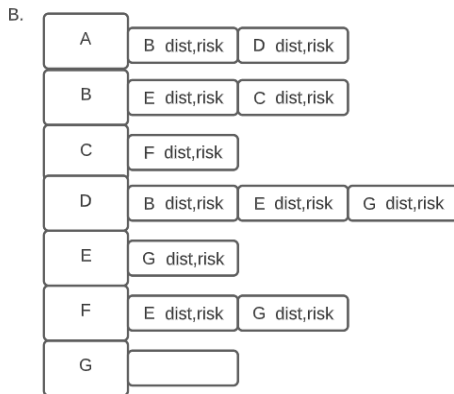 B.
A B dist,risk D dist,risk
B E dist,risk C dist,risk
C F dist,risk
D B dist,risk E dist,risk G dist,risk
E G dist,risk
F E dist,risk G dist,risk
G